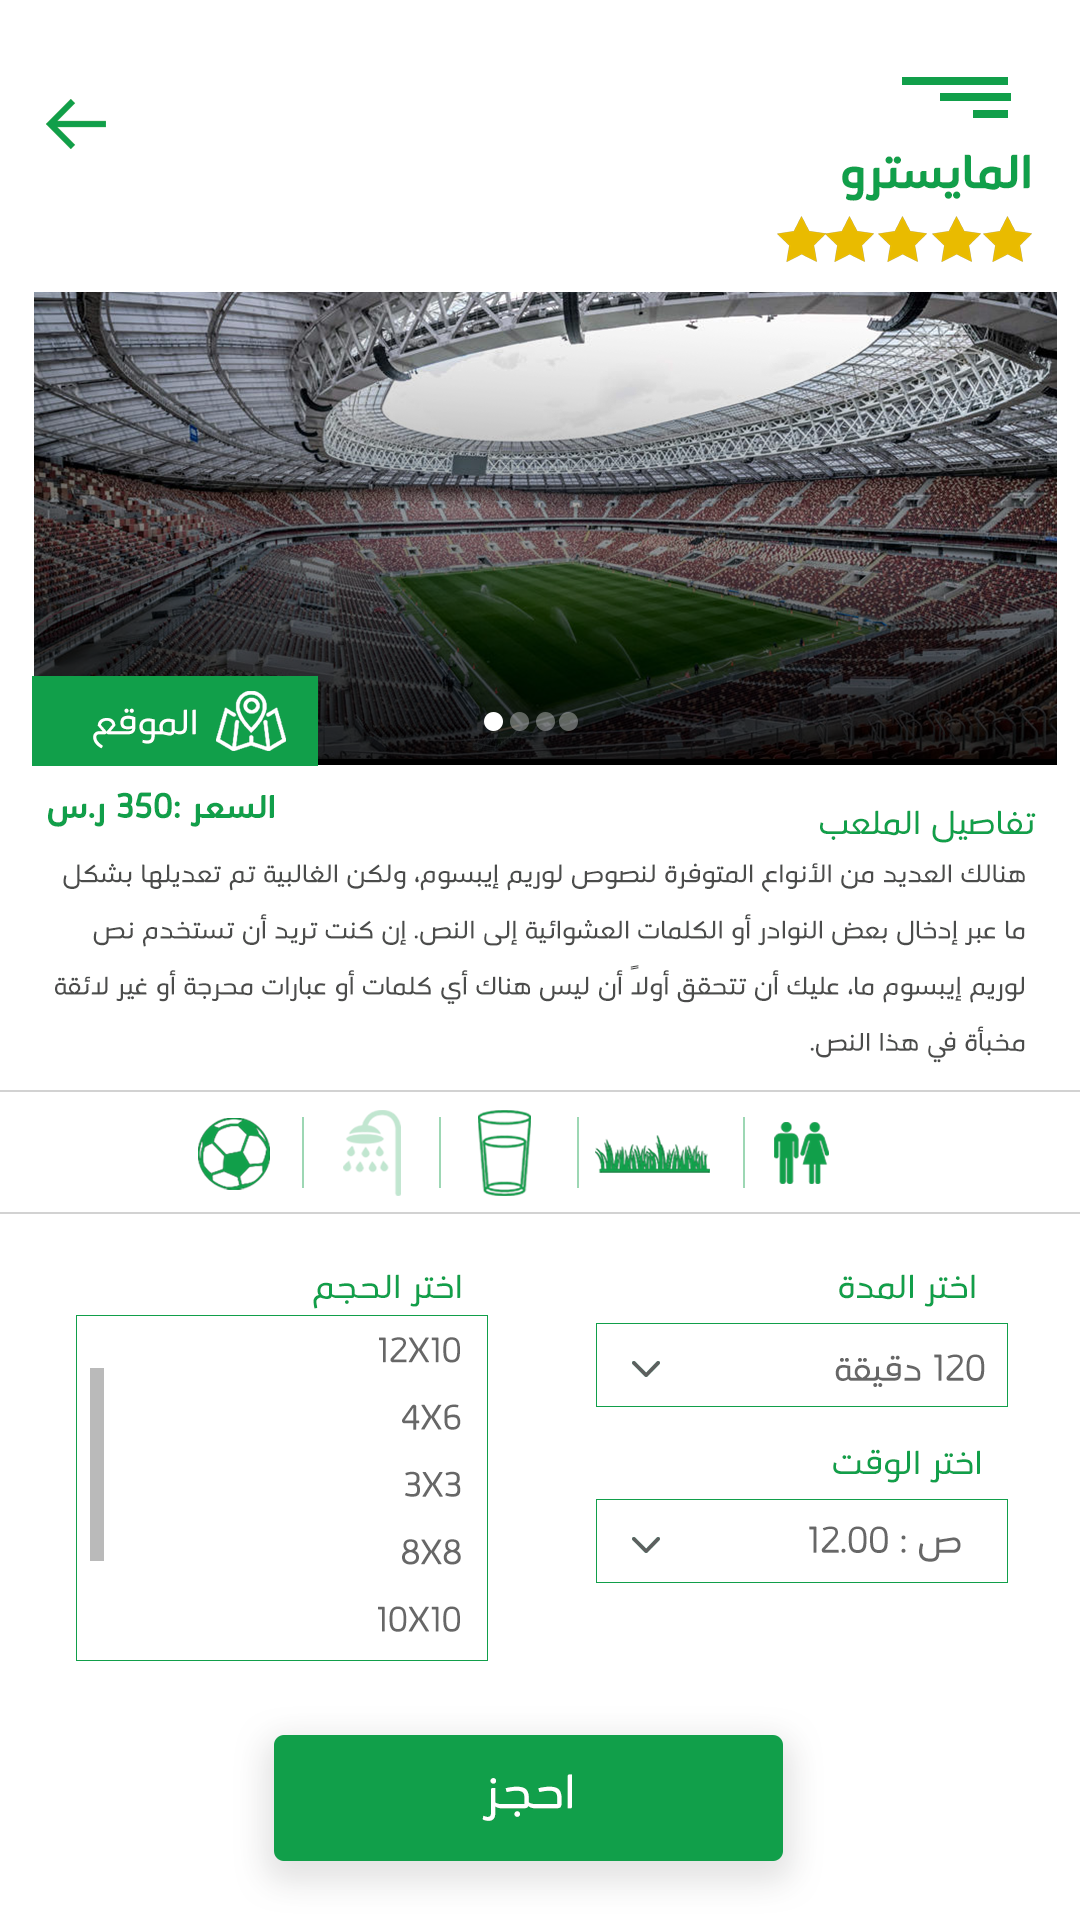 المايسترو
الموقع
السعر :350 ر.س
تفاصيل الملعب
هنالك العديد من الأنواع المتوفرة لنصوص لوريم إيبسوم، ولكن الغالبية تم تعديلها بشكل
ما عبر إدخال بعض النوادر أو الكلمات العشوائية إلى النص. إن كنت تريد أن تستخدم نص
لوريم إيبسوم ما، عليك أن تتحقق أولاً أن ليس هناك أي كلمات أو عبارات محرجة أو غير لائقة
مخبأة في هذا النص.
اختر المدة
120 دقيقة
اختر الوقت
ص : 12.00
اختر الحجم
12X10
4X6
3X3
8X8
10X10
احجز